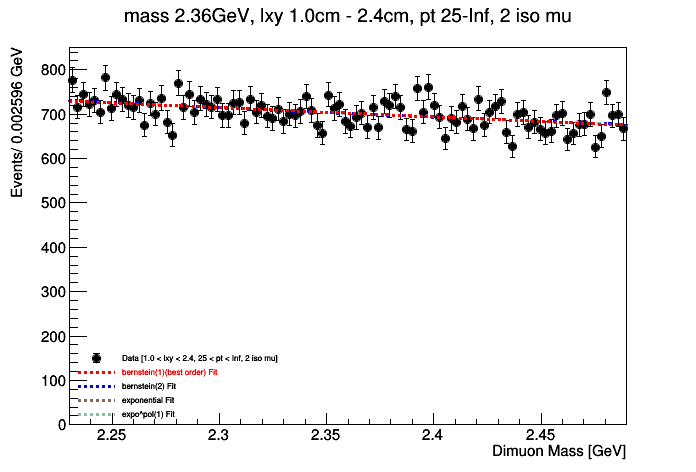 mass 2.36GeV, lxy 1.0cm - 2.4cm, pt 25-Inf, 2 iso mu
Events/ 0.002596 GeV
800
700
600
500
400
300
200
100
0
Data [1.0 < lxy < 2.4, 25 < pt < Inf, 2 iso mu]
bernstein(1)(best order) Fit
bernstein(2) Fit
exponential Fit
expo*pol(1) Fit
2.25 2.3 2.35 2.4 2.45
Dimuon Mass [GeV]